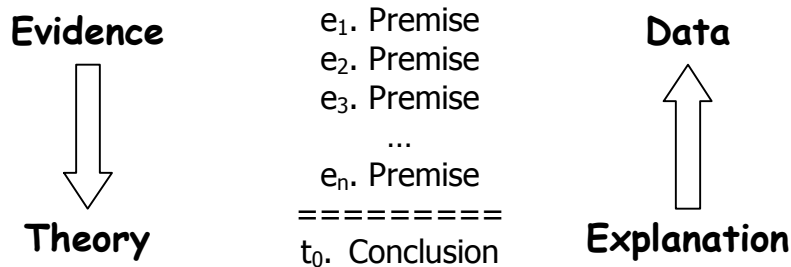 Evidence
Theory
e₁. Premise
e₂. Premise
e₃. Premise
...
eₙ. Premise
=========
t₀. Conclusion
Data
Explanation